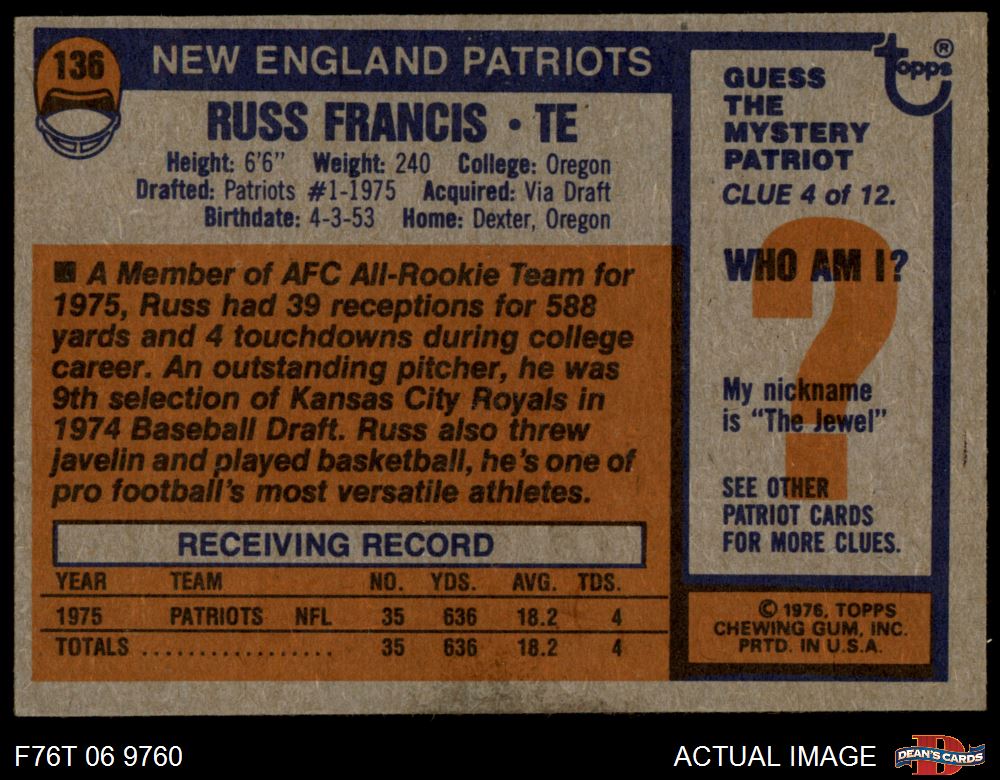 136
NEW ENGLAND PATRIOTS
RUSS FRANCIS • TE
Height: 6'6" Weight: 240 College: Oregon
Drafted: Patriots #1-1975 Acquired: Via Draft
Birthdate: 4-3-53 Home: Dexter, Oregon
A Member of AFC All-Rookie Team for
1975, Russ had 39 receptions for 588
yards and 4 touchdowns during college
career. An outstanding pitcher, he was
9th selection of Kansas City Royals in
1974 Baseball Draft. Russ also threw
javelin and played basketball, he's one of
pro football's most versatile athletes.
RECEIVING RECORD
YEAR TEAM NO. YDS. AVG. TDS.
1975 PATRIOTS NFL 35 636 18.2 4
TOTALS .................. 35 636 18.2 4
topps ®
GUESS
THE
MYSTERY
PATRIOT
CLUE 4 of 12.
WHO AM I?
?
My nickname
is "The Jewel"
SEE OTHER
PATRIOT CARDS
FOR MORE CLUES.
© 1976, TOPPS
CHEWING GUM, INC.
PRTD. IN U.S.A.
F76T 06 9760
ACTUAL IMAGE
D
DEAN'S CARDS